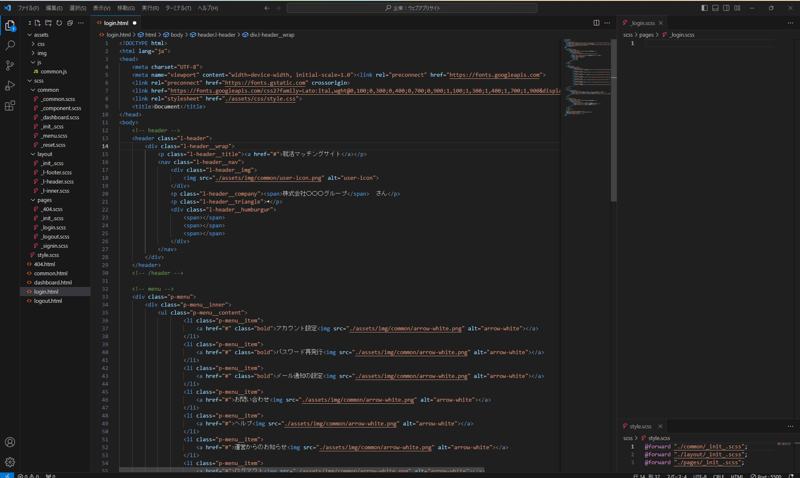 ファイル(F) 編集(E) 選択(S) 表示(V) 移動(G) 実行(R) ターミナル(T) ヘルプ(H)
企業：ウェブアプリサイト
assets
css
img
js
common.js
scss
common
_common.scss
_component.scss
_dashboard.scss
_init_.scss
_menu.scss
_reset.scss
layout
_init_.scss
_l-footer.scss
_l-header.scss
_l-inner.scss
pages
_404.scss
_init_.scss
_login.scss
_logout.scss
_signin.scss
style.scss
404.html
common.html
dashboard.html
login.html
logout.html
login.html
login.html > html > body > header.l-header > div.l-header__wrap
1 <!DOCTYPE html>
2 <html lang="ja">
3 <head>
4 <meta charset="UTF-8">
5 <meta name="viewport" content="width=device-width, initial-scale=1.0"><link rel="preconnect" href="https://fonts.googleapis.com">
6 <link rel="preconnect" href="https://fonts.gstatic.com" crossorigin>
7 <link href="https://fonts.googleapis.com/css2?family=Lato:ital,wght@0,100;0,300;0,400;0,700;0,900;1,100;1,300;1,400;1,700;1,900&displa
8 <link rel="stylesheet" href="./assets/css/style.css">
9 <title>Document</title>
10 </head>
11 <body>
12 <!-- header -->
13 <header class="l-header">
14 <div class="l-header__wrap">
15 <p class="l-header__title"><a href="#">就活マッチングサイト</a></p>
16 <nav class="l-header__nav">
17 <div class="l-header__img">
18 <img src="./assets/img/common/user-icon.png" alt="user-icon">
19 </div>
20 <p class="l-header__company"><span>株式会社〇〇〇グループ</span> さん</p>
21 <p class="l-header__triangle">◀</p>
22 <div class="l-header__humburgur">
23 <span></span>
24 <span></span>
25 <span></span>
26 </div>
27 </nav>
28 </div>
29 </header>
30 <!-- /header -->
31
32 <!-- menu -->
33 <div class="p-menu">
34 <div class="p-menu__inner">
35 <ul class="p-menu__content">
36 <li class="p-menu__item">
37 <a href="#" class="bold">アカウント設定<img src="./assets/img/common/arrow-white.png" alt="arrow-white"></a>
38 </li>
39 <li class="p-menu__item">
40 <a href="#" class="bold">パスワード再発行<img src="./assets/img/common/arrow-white.png" alt="arrow-white"></a>
41 </li>
42 <li class="p-menu__item">
43 <a href="#" class="bold">メール通知の設定<img src="./assets/img/common/arrow-white.png" alt="arrow-white"></a>
44 </li>
45 <li class="p-menu__item">
46 <a href="#">お問い合わせ<img src="./assets/img/common/arrow-white.png" alt="arrow-white"></a>
47 </li>
48 <li class="p-menu__item">
49 <a href="#">ヘルプ<img src="./assets/img/common/arrow-white.png" alt="arrow-white"></a>
50 </li>
51 <li class="p-menu__item">
52 <a href="#">運営からのお知らせ<img src="./assets/img/common/arrow-white.png" alt="arrow-white"></a>
53 </li>
54 <li class="p-menu__item">
_login.scss
scss > pages > _login.scss
1
style.scss
scss > style.scss
1 @forward "./common/_init_.scss";
2 @forward "./layout/_init_.scss";
3 @forward "./pages/_init_.scss";